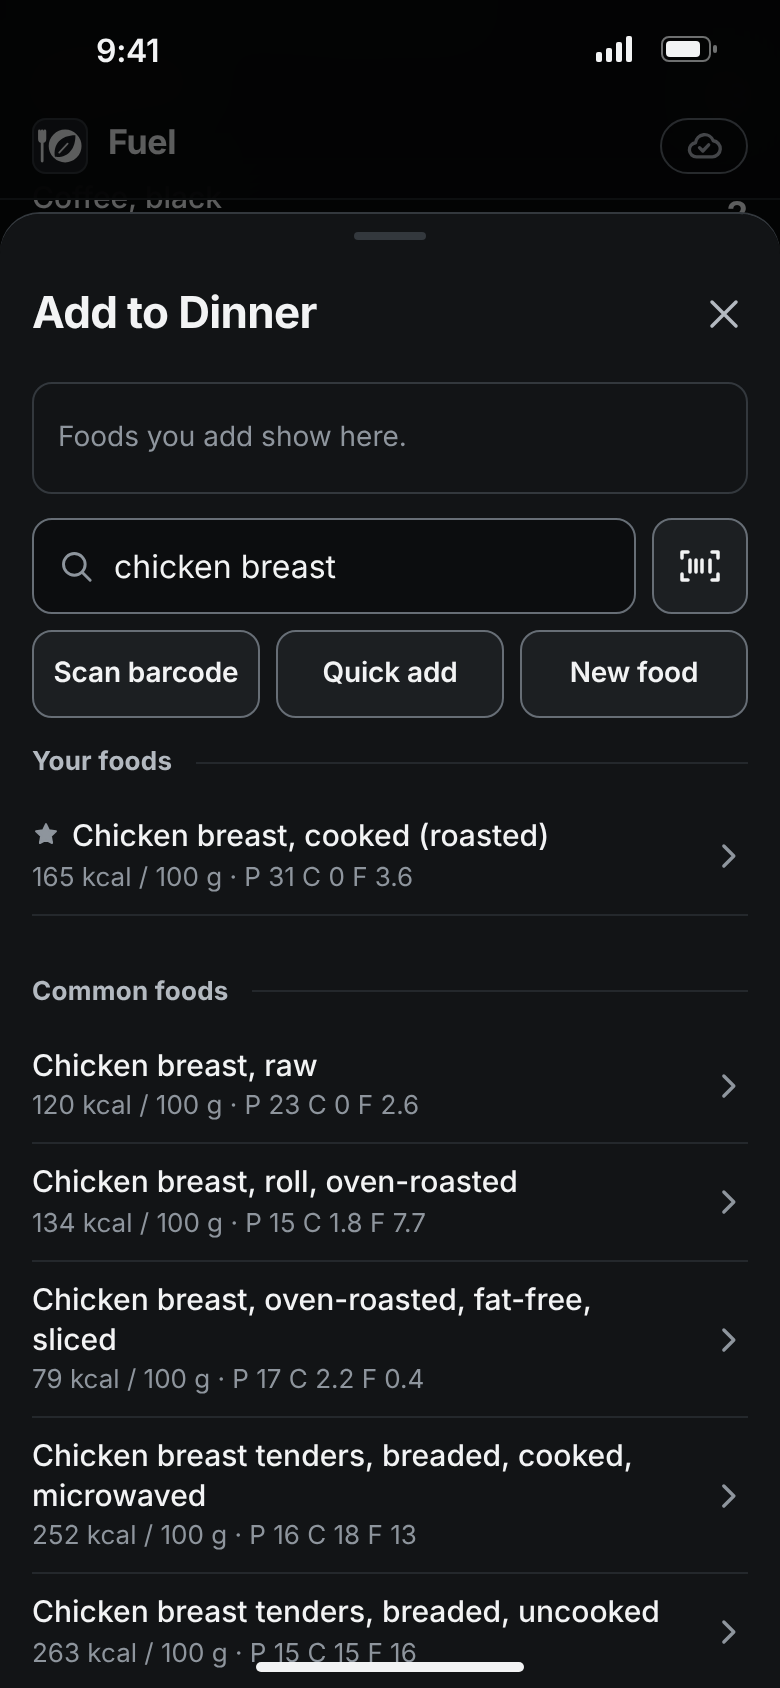 9:41
Fuel
Coffee, black
2
Add to Dinner
Foods you add show here.
chicken breast
Scan barcode
Quick add
New food
Your foods
Chicken breast, cooked (roasted)
165 kcal / 100 g · P 31 C 0 F 3.6
Common foods
Chicken breast, raw
120 kcal / 100 g · P 23 C 0 F 2.6
Chicken breast, roll, oven-roasted
134 kcal / 100 g · P 15 C 1.8 F 7.7
Chicken breast, oven-roasted, fat-free,
sliced
79 kcal / 100 g · P 17 C 2.2 F 0.4
Chicken breast tenders, breaded, cooked,
microwaved
252 kcal / 100 g · P 16 C 18 F 13
Chicken breast tenders, breaded, uncooked
263 kcal / 100 g · P 15 C 15 F 16